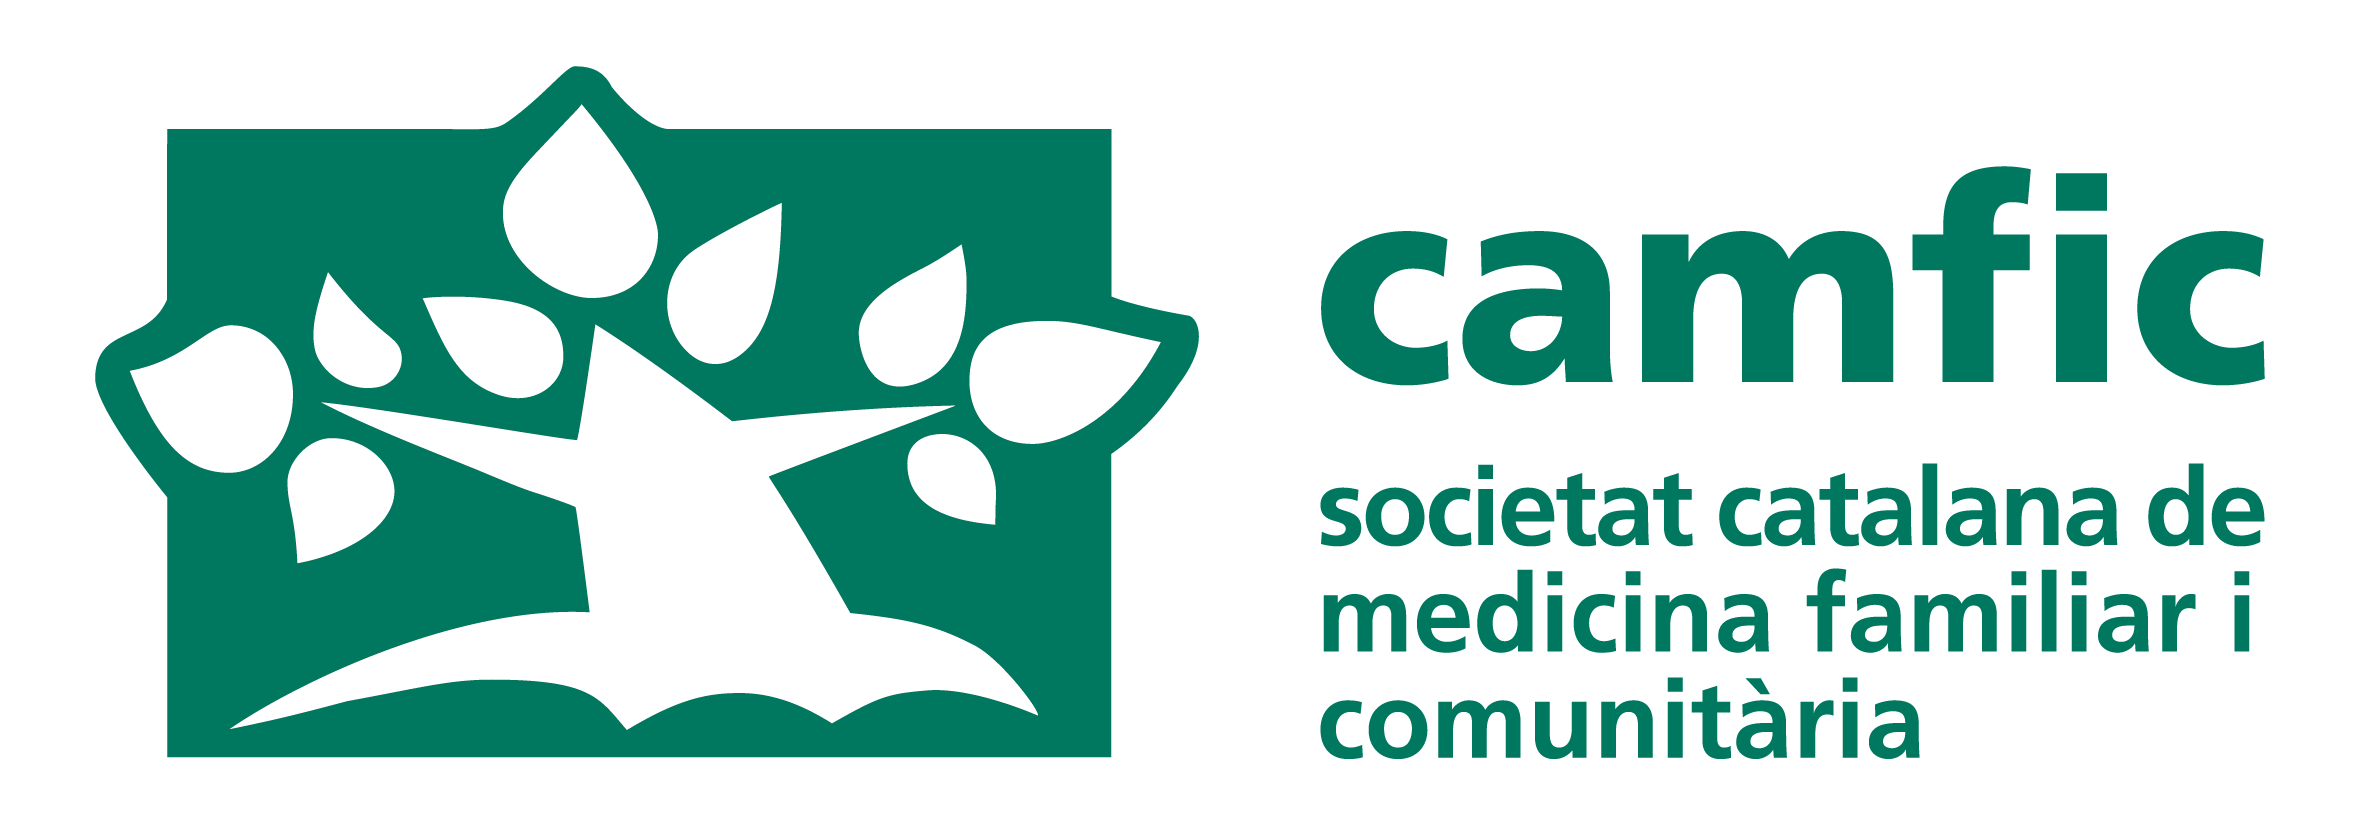 camfic
societat catalana de
medicina familiar i
comunitària